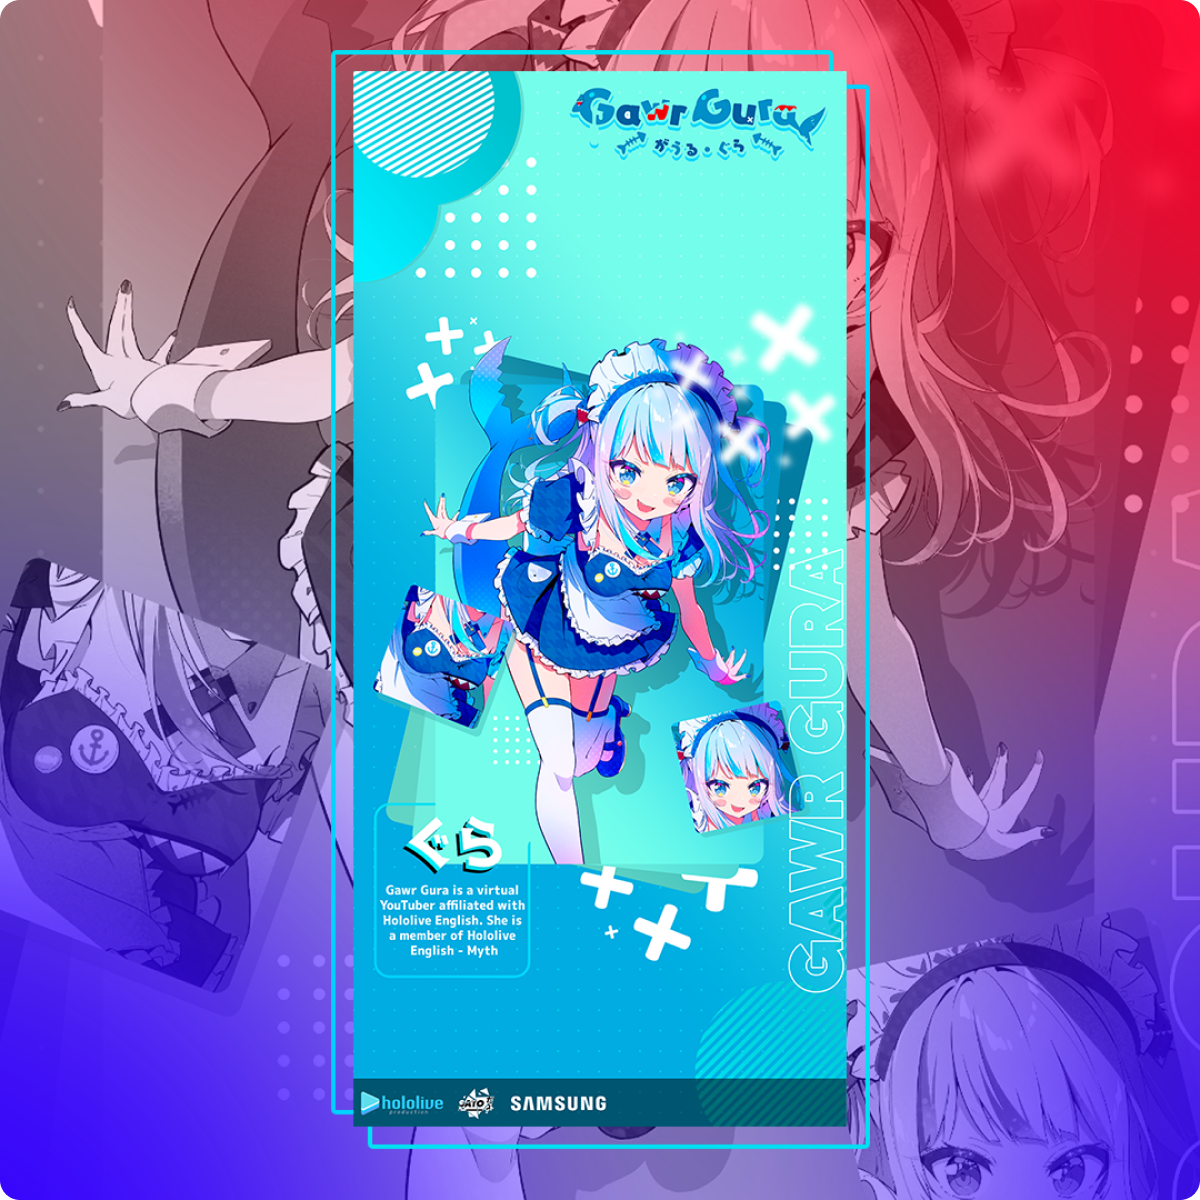 Gawr Gura
がうる・ぐら
GAWR GURA
ぐら
Gawr Gura is a virtual
YouTuber affiliated with
Hololive English. She is
a member of Hololive
English - Myth
hololive
production
SAMSUNG